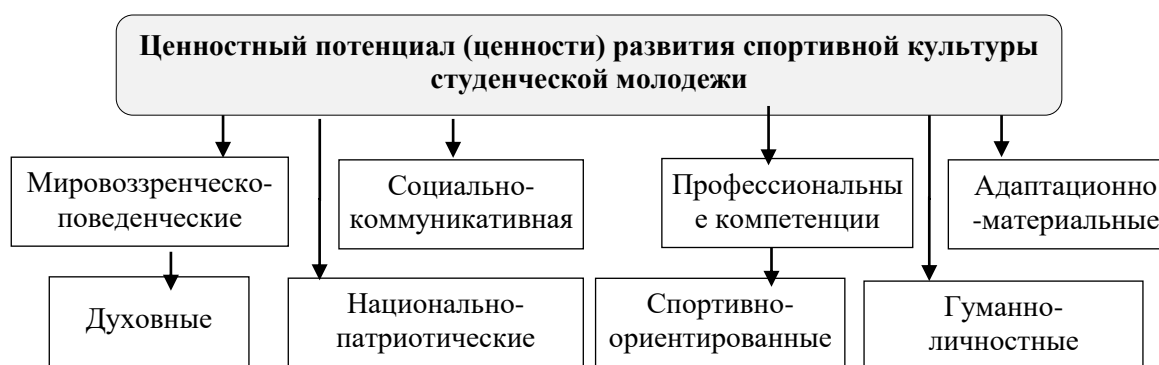 Ценностный потенциал (ценности) развития спортивной культуры
студенческой молодежи
Мировоззренческо-
поведенческие
Социально-
коммуникативная
Профессиональны
е компетенции
Адаптационно
-материальные
Духовные
Национально-
патриотические
Спортивно-
ориентированные
Гуманно-
личностные